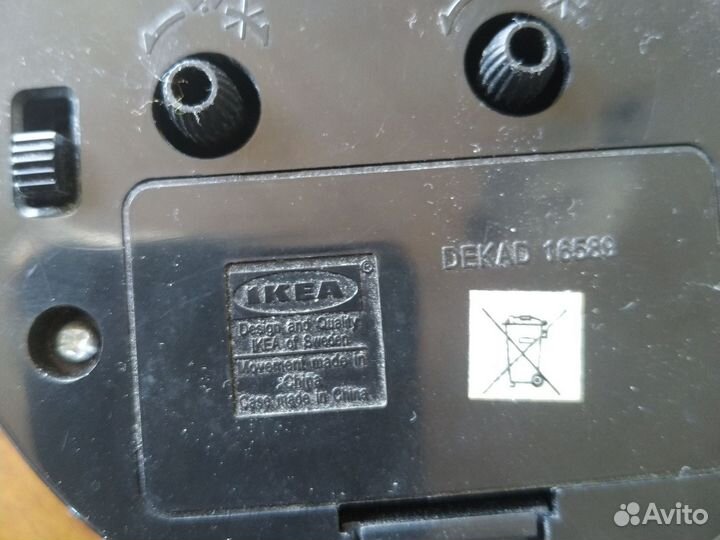 DEKAD 16589
IKEA
©
Design and Quality
IKEA of Sweden
Movement made in
China
Case made in China
Avito